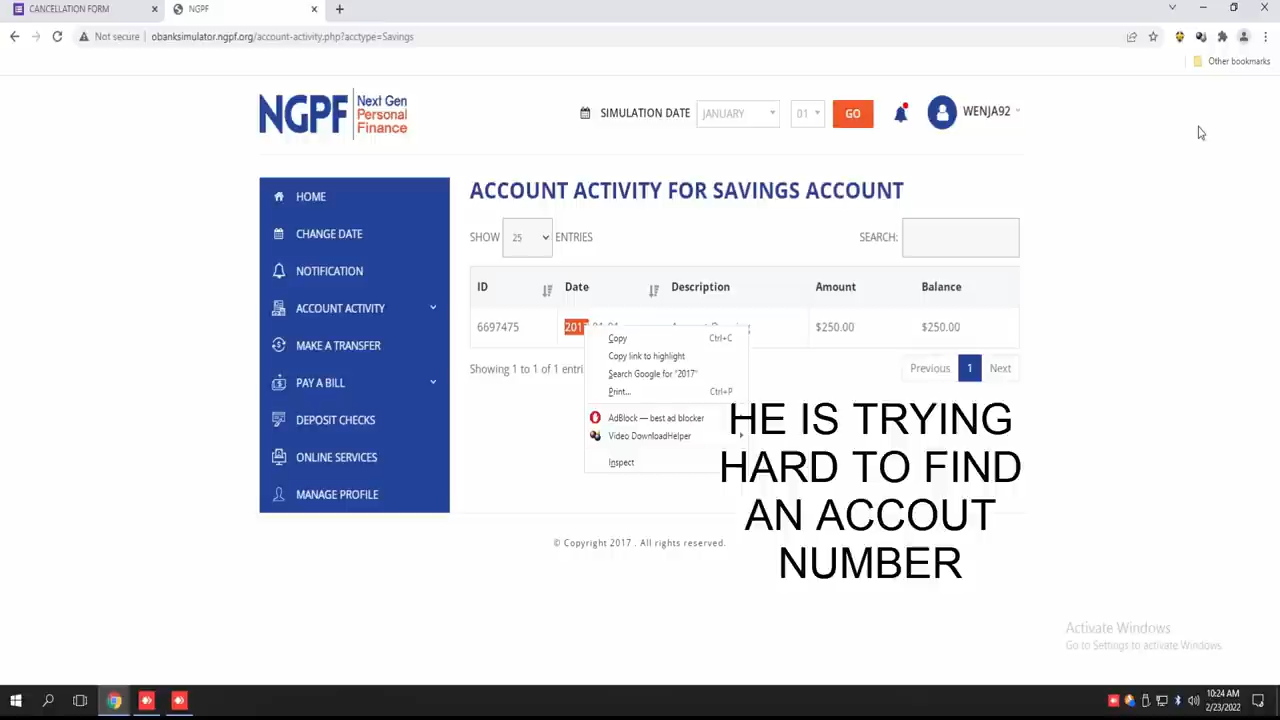 CANCELLATION FORM
NGPF
Not secure
obanksimulator.ngpf.org/account-activity.php?acctype=Savings
Other bookmarks
NGPF Next Gen
Personal
Finance
SIMULATION DATE
JANUARY
01
GO
WENJA92
HOME
CHANGE DATE
NOTIFICATION
ACCOUNT ACTIVITY
MAKE A TRANSFER
PAY A BILL
DEPOSIT CHECKS
ONLINE SERVICES
MANAGE PROFILE
ACCOUNT ACTIVITY FOR SAVINGS ACCOUNT
SHOW 25 ENTRIES
SEARCH:
ID Date Description Amount Balance
6697475 2017 $250.00 $250.00
Showing 1 to 1 of 1 entri
Previous 1 Next
Copy Ctrl+C
Copy link to highlight
Search Google for "2017"
Print... Ctrl+P
AdBlock — best ad blocker
Video DownloadHelper
Inspect
HE IS TRYING
HARD TO FIND
AN ACCOUT
NUMBER
© Copyright 2017 . All rights reserved.
Activate Windows
Go to Settings to activate Windows.
10:24 AM
2/23/2022